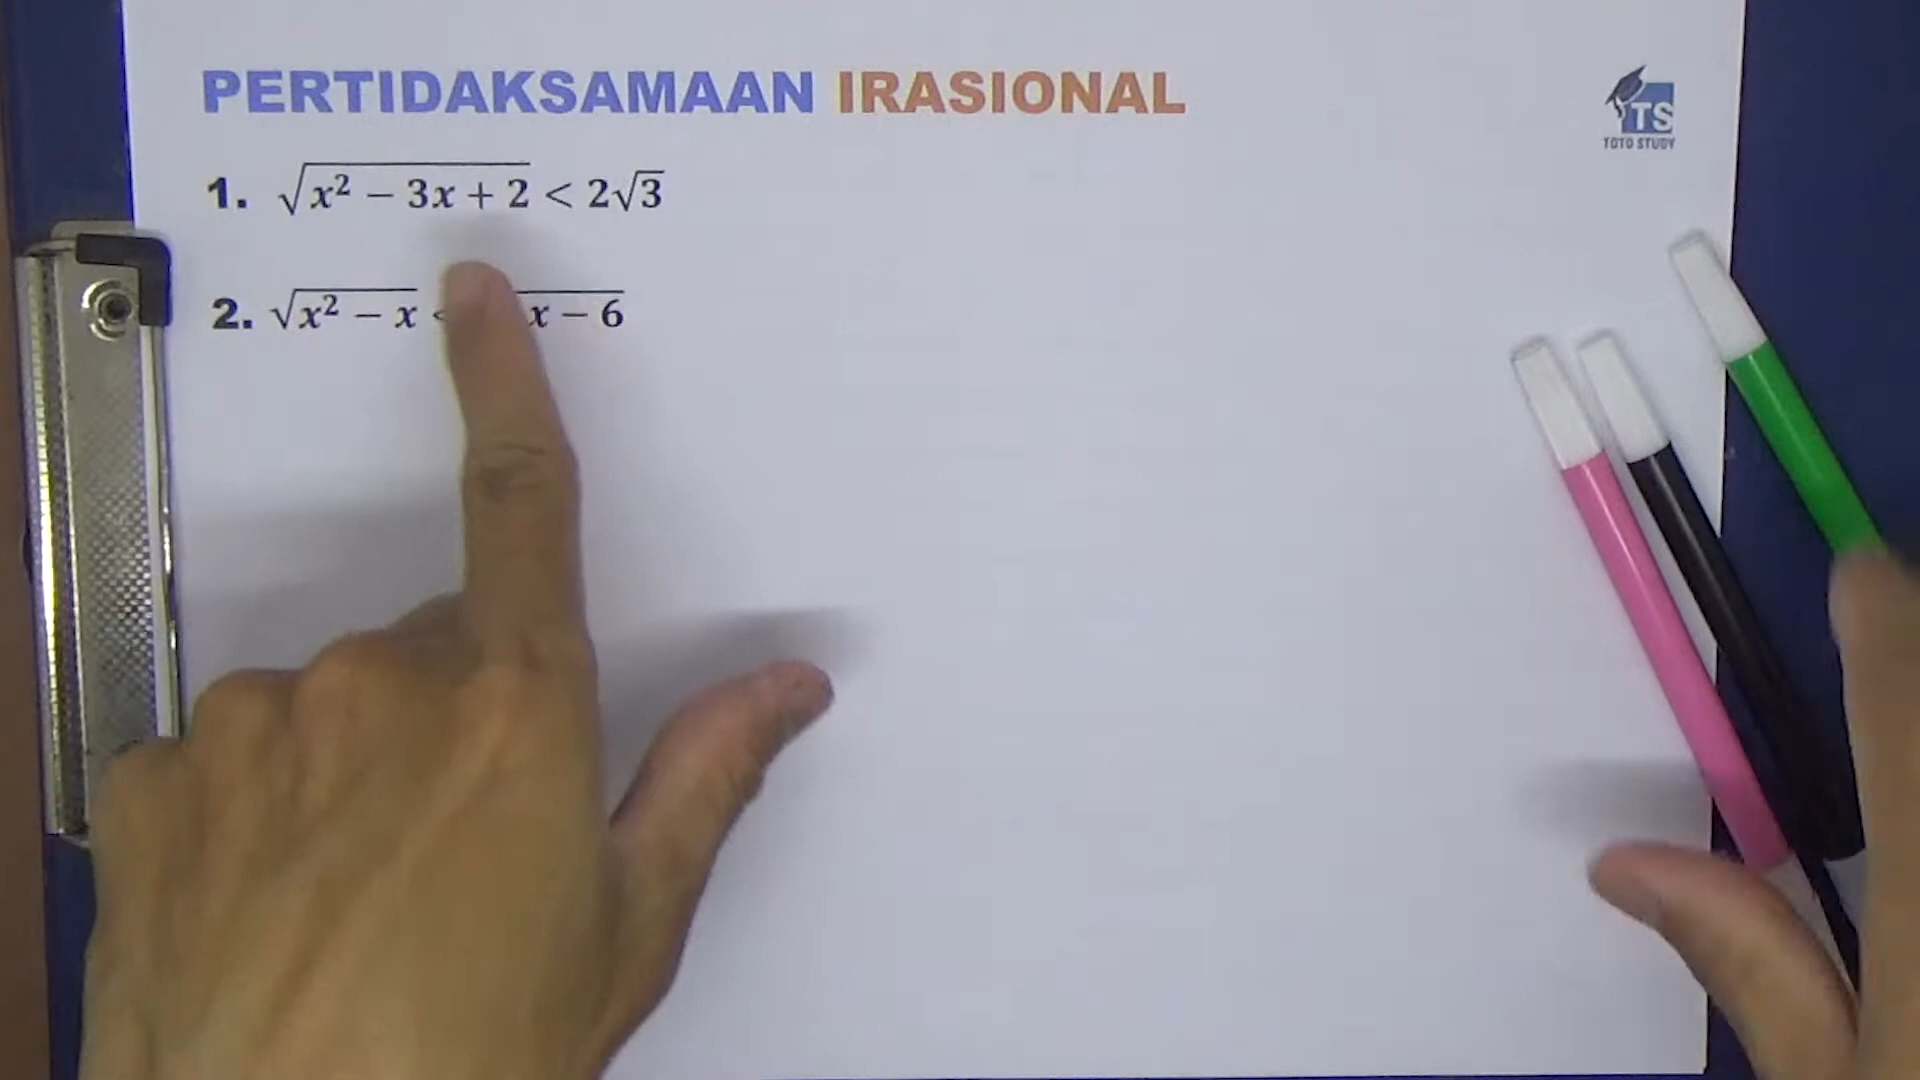 PERTIDAKSAMAAN IRASIONAL
TS
TOTO STUDY
1. √(x² − 3x + 2) < 2√3
2. √(x² − x) < x − 6